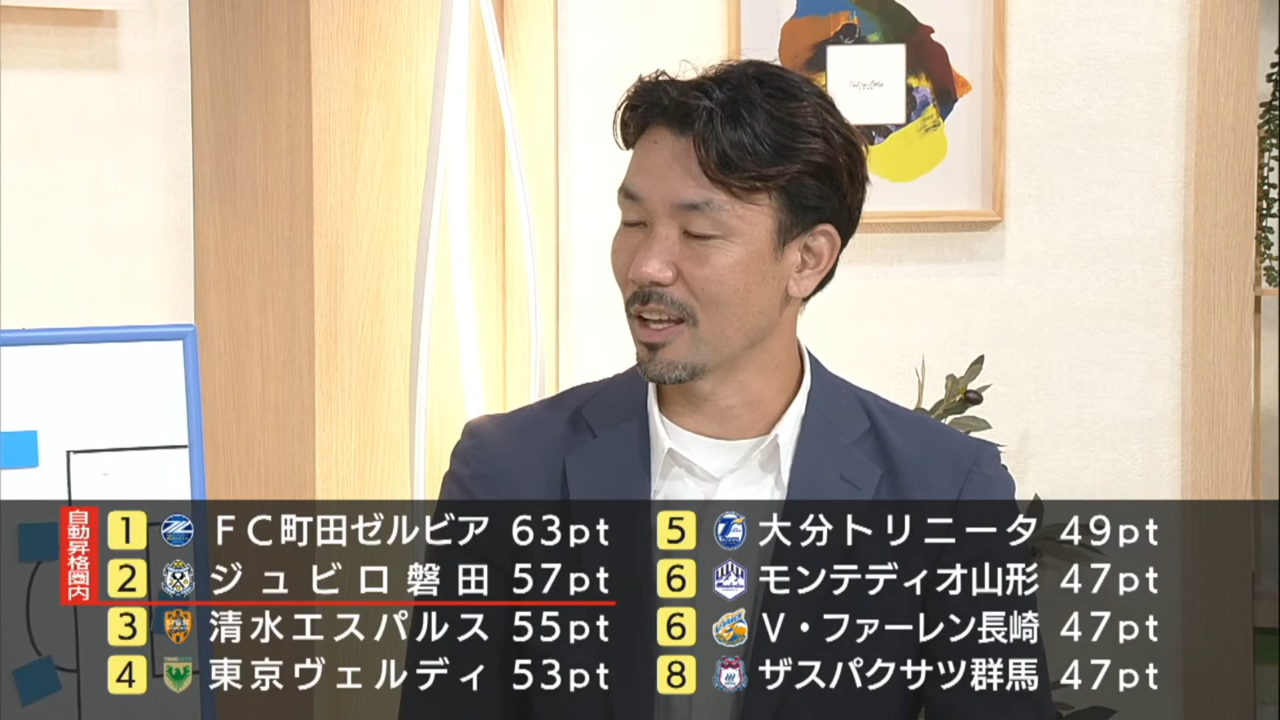 自動昇格圏内
1 FC町田ゼルビア 63pt
2 ジュビロ磐田 57pt
3 清水エスパルス 55pt
4 東京ヴェルディ 53pt
5 大分トリニータ 49pt
6 モンテディオ山形 47pt
6 V・ファーレン長崎 47pt
8 ザスパクサツ群馬 47pt